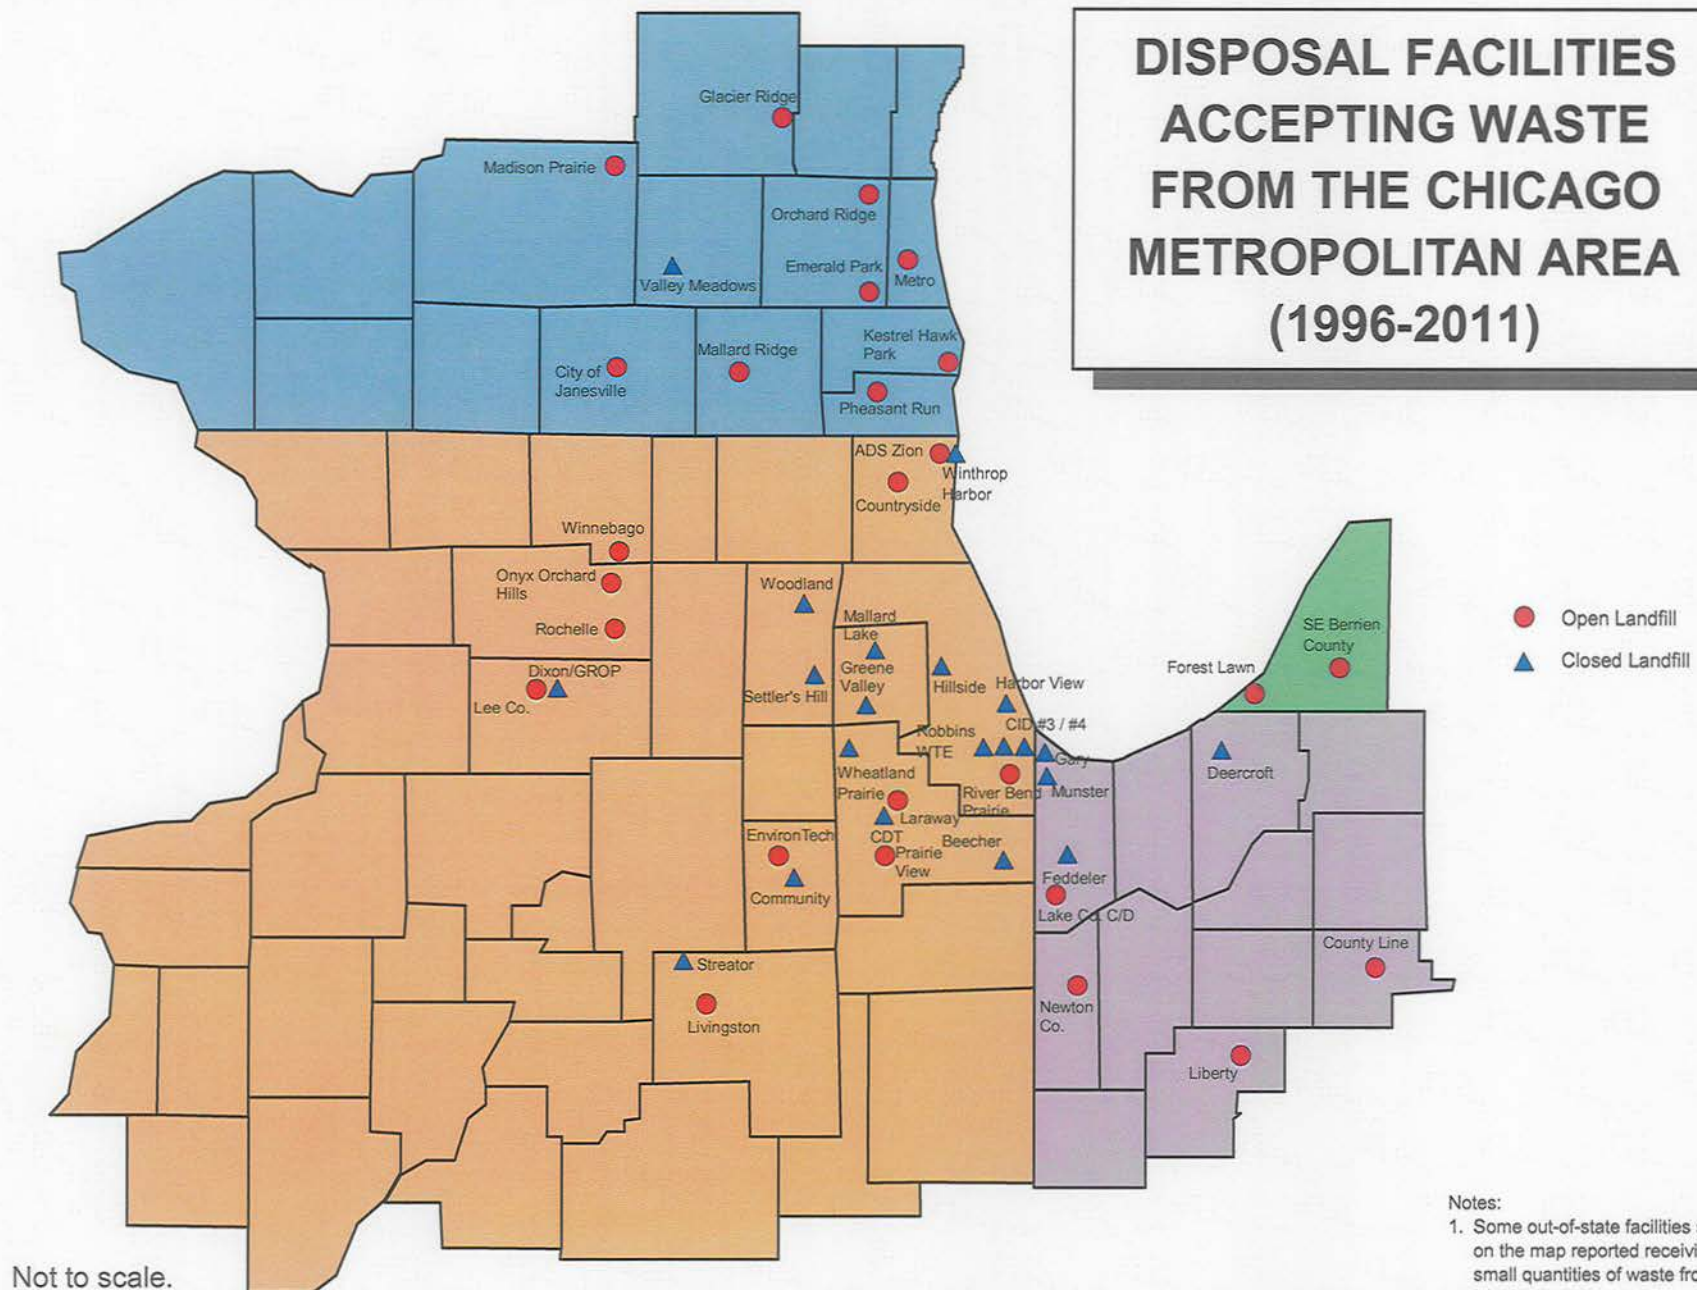 DISPOSAL FACILITIES
ACCEPTING WASTE
FROM THE CHICAGO
METROPOLITAN AREA
(1996-2011)
Glacier Ridge
Madison Prairie
Orchard Ridge
Emerald Park
Metro
Valley Meadows
Kestrel Hawk
Park
Mallard Ridge
City of
Janesville
Pheasant Run
ADS Zion
Winthrop
Harbor
Countryside
Winnebago
Onyx Orchard
Hills
Rochelle
Woodland
Mallard
Lake
Greene
Valley
Hillside
Harbor View
Settler's Hill
Dixon/GROP
Lee Co.
CID #3 / #4
Robbins
WTE
Gary
Munster
Wheatland
Prairie
River Bend
Prairie
Laraway
CDT
Prairie
View
Beecher
EnvironTech
Community
Feddeler
Lake Co. C/D
Streator
Livingston
Newton
Co.
County Line
Liberty
Deercroft
Forest Lawn
SE Berrien
County
Open Landfill
Closed Landfill
Notes:
1. Some out-of-state facilities
on the map reported receivi
small quantities of waste fro
Not to scale.